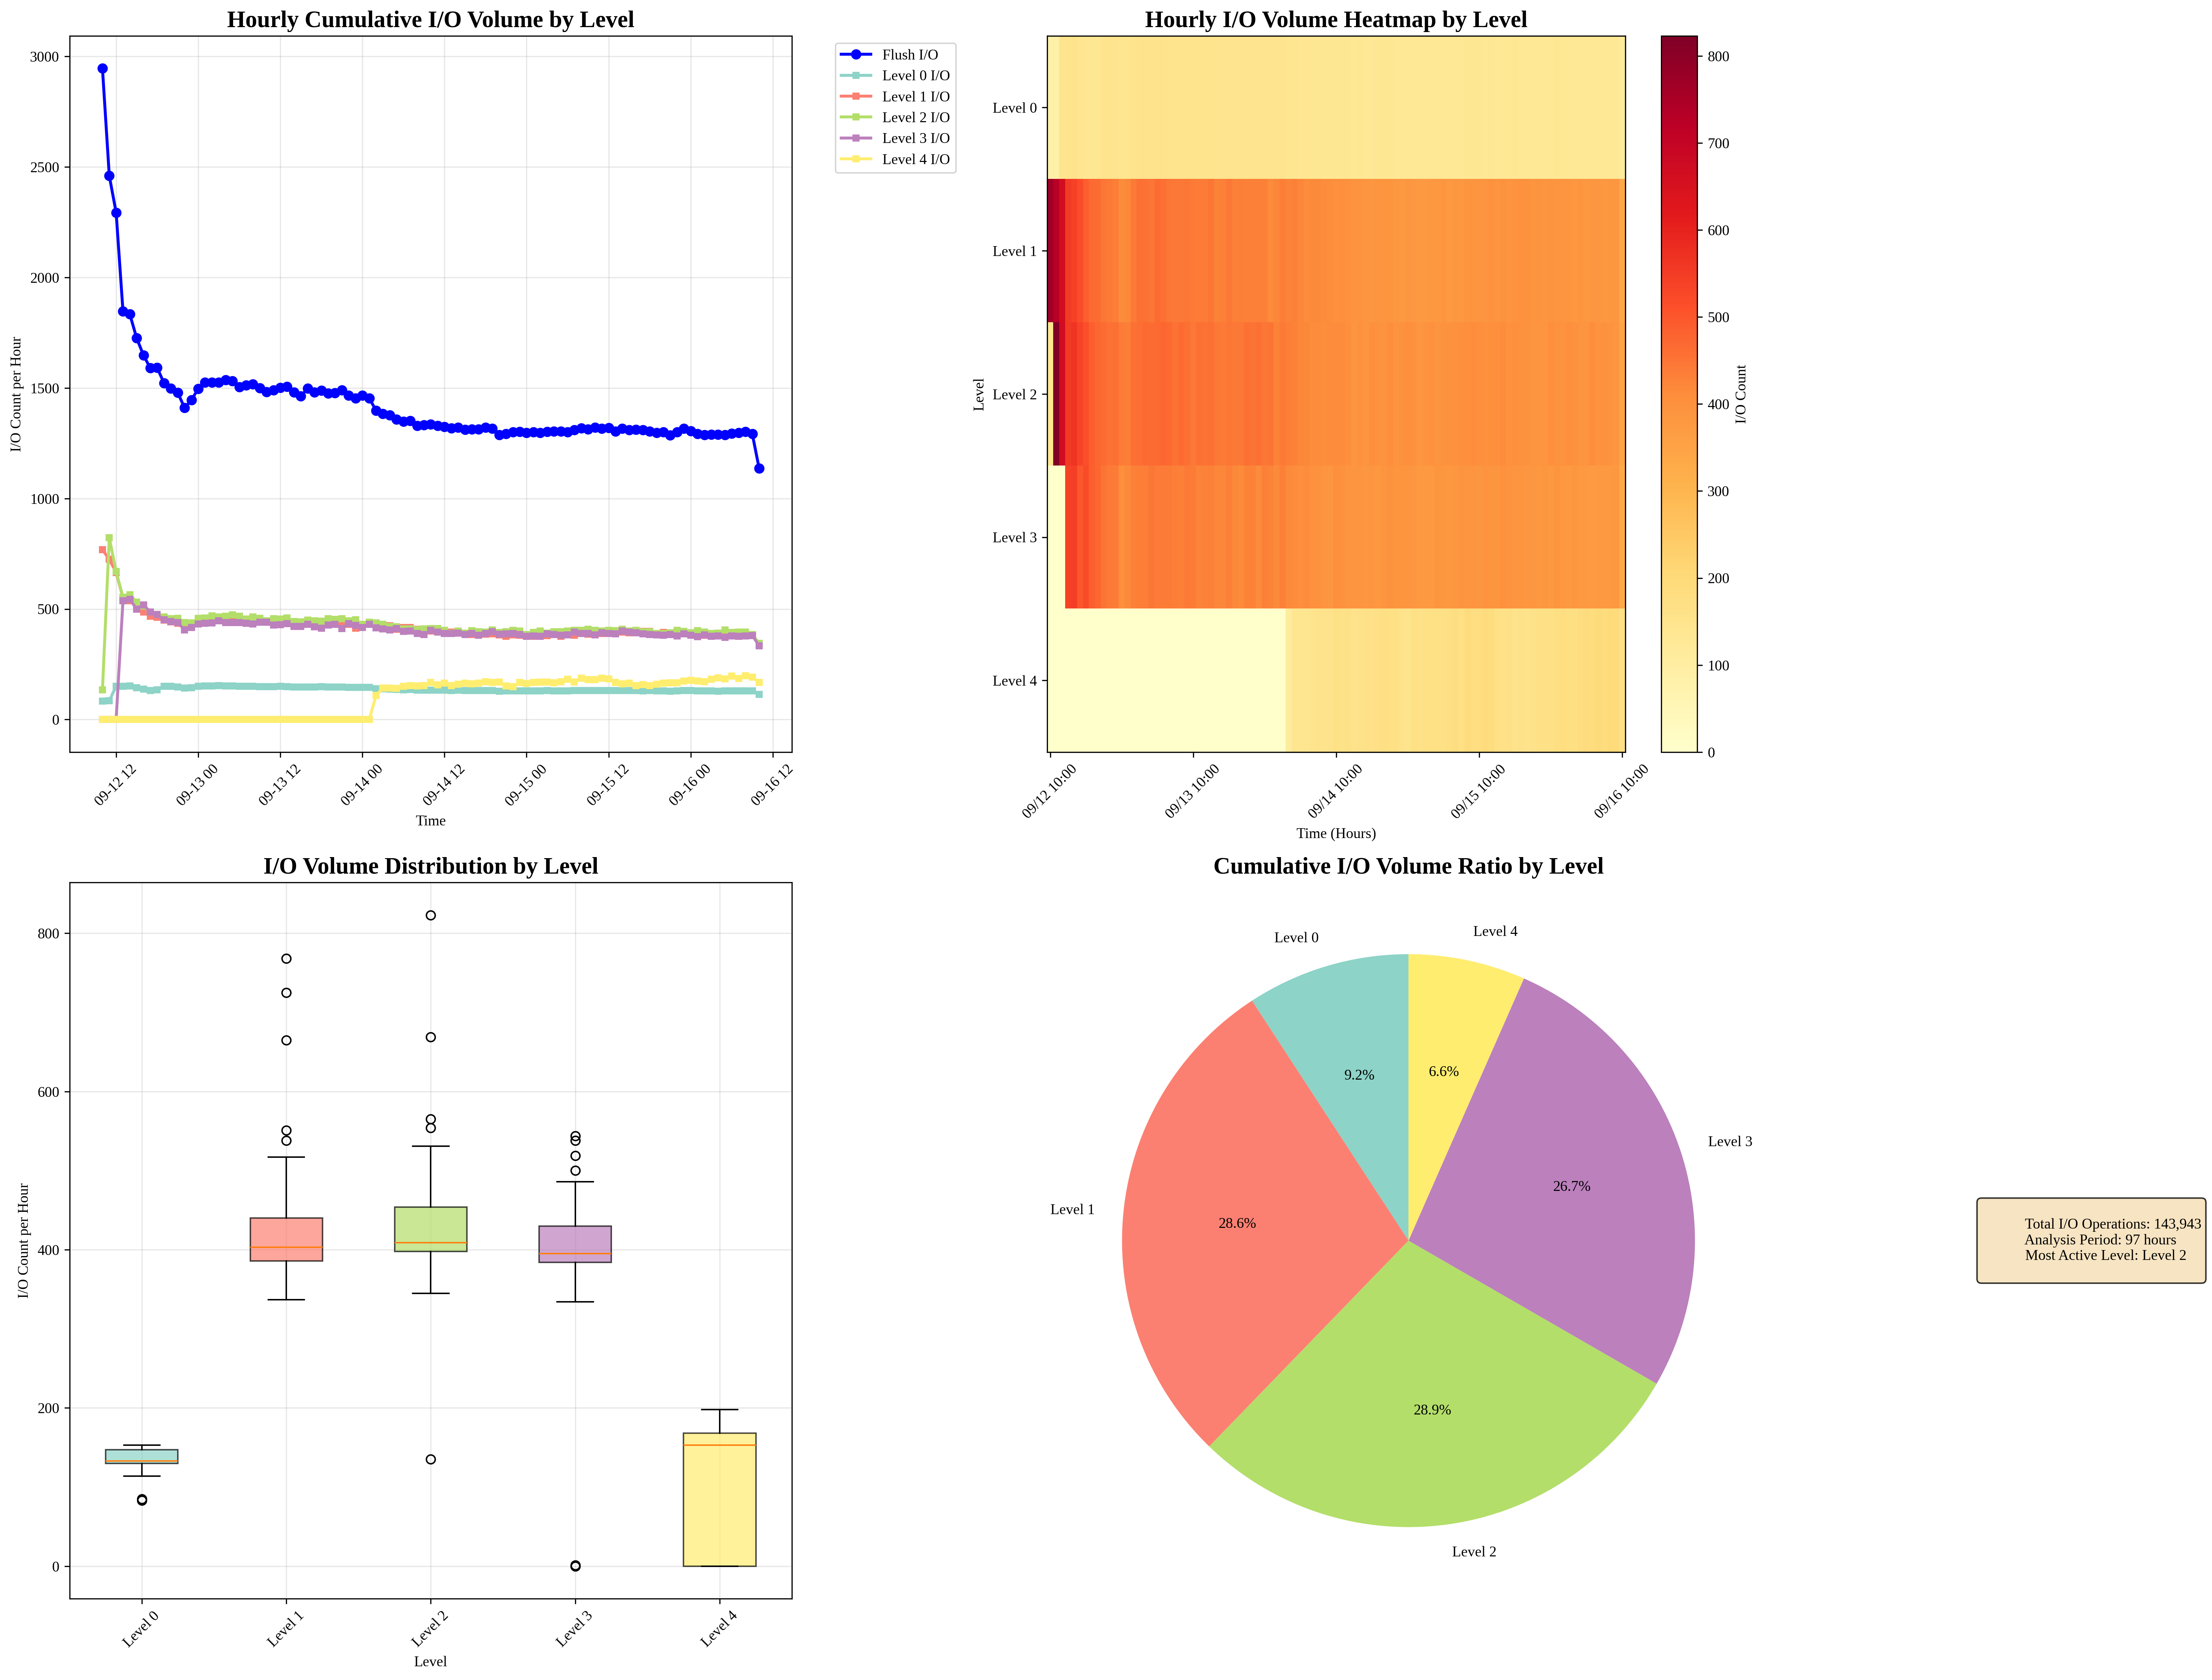 Hourly Cumulative I/O Volume by Level
3000
2500
2000
1500
1000
500
0
I/O Count per Hour
09-12 12
09-13 00
09-13 12
09-14 00
09-14 12
09-15 00
09-15 12
09-16 00
09-16 12
Time
Flush I/O
Level 0 I/O
Level 1 I/O
Level 2 I/O
Level 3 I/O
Level 4 I/O
Hourly I/O Volume Heatmap by Level
Level 0
Level 1
Level 2
Level 3
Level 4
Level
09/12 10:00
09/13 10:00
09/14 10:00
09/15 10:00
09/16 10:00
Time (Hours)
800
700
600
500
400
300
200
100
0
I/O Count
I/O Volume Distribution by Level
800
600
400
200
0
I/O Count per Hour
Level 0
Level 1
Level 2
Level 3
Level 4
Level
Cumulative I/O Volume Ratio by Level
Level 0
Level 4
9.2%
6.6%
Level 3
26.7%
Level 1
28.6%
28.9%
Level 2
Total I/O Operations: 143,943
Analysis Period: 97 hours
Most Active Level: Level 2